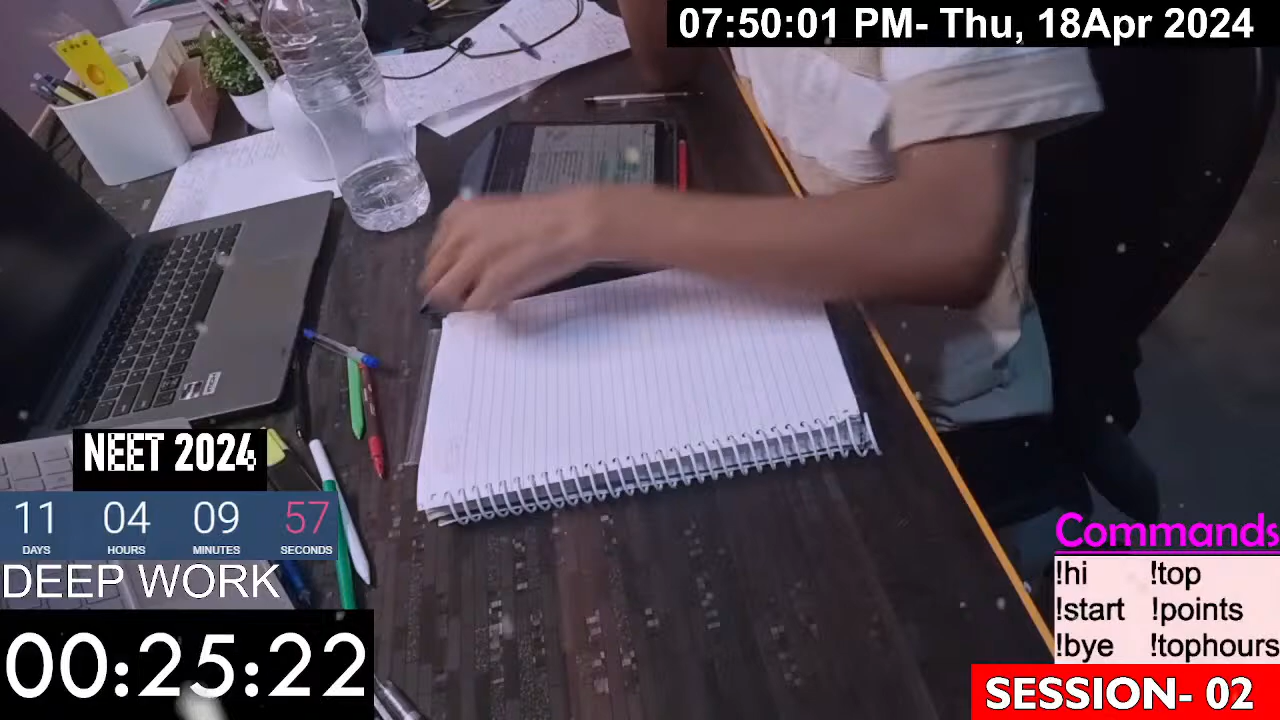 07:50:01 PM- Thu, 18Apr 2024
NEET 2024
11 04 09 57
DAYS HOURS MINUTES SECONDS
DEEP WORK
00:25:22
Commands
!hi !top
!start !points
!bye !tophours
SESSION- 02